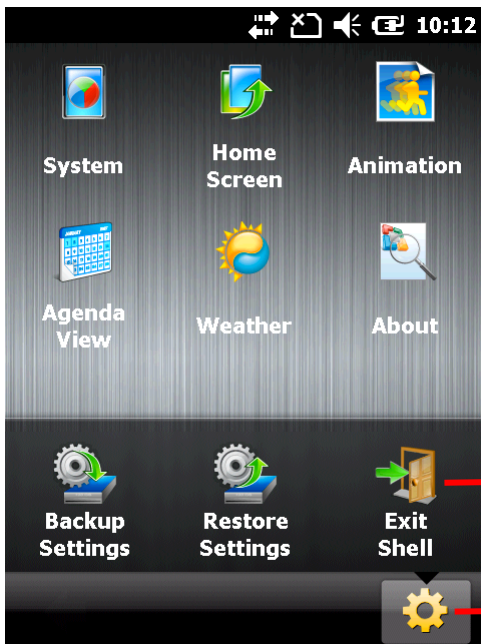 10:12
System
Home
Screen
Animation
Agenda
View
Weather
About
Backup
Settings
Restore
Settings
Exit
Shell